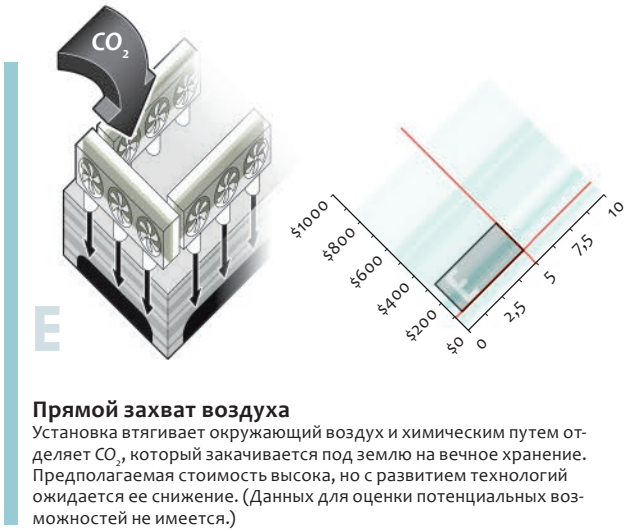 CO₂
$1000
$800
$600
$400
$200
$0
0
2,5
5
7,5
10
E
E
Прямой захват воздуха
Установка втягивает окружающий воздух и химическим путем от-
деляет CO₂, который закачивается под землю на вечное хранение.
Предполагаемая стоимость высока, но с развитием технологий
ожидается ее снижение. (Данных для оценки потенциальных воз-
можностей не имеется.)